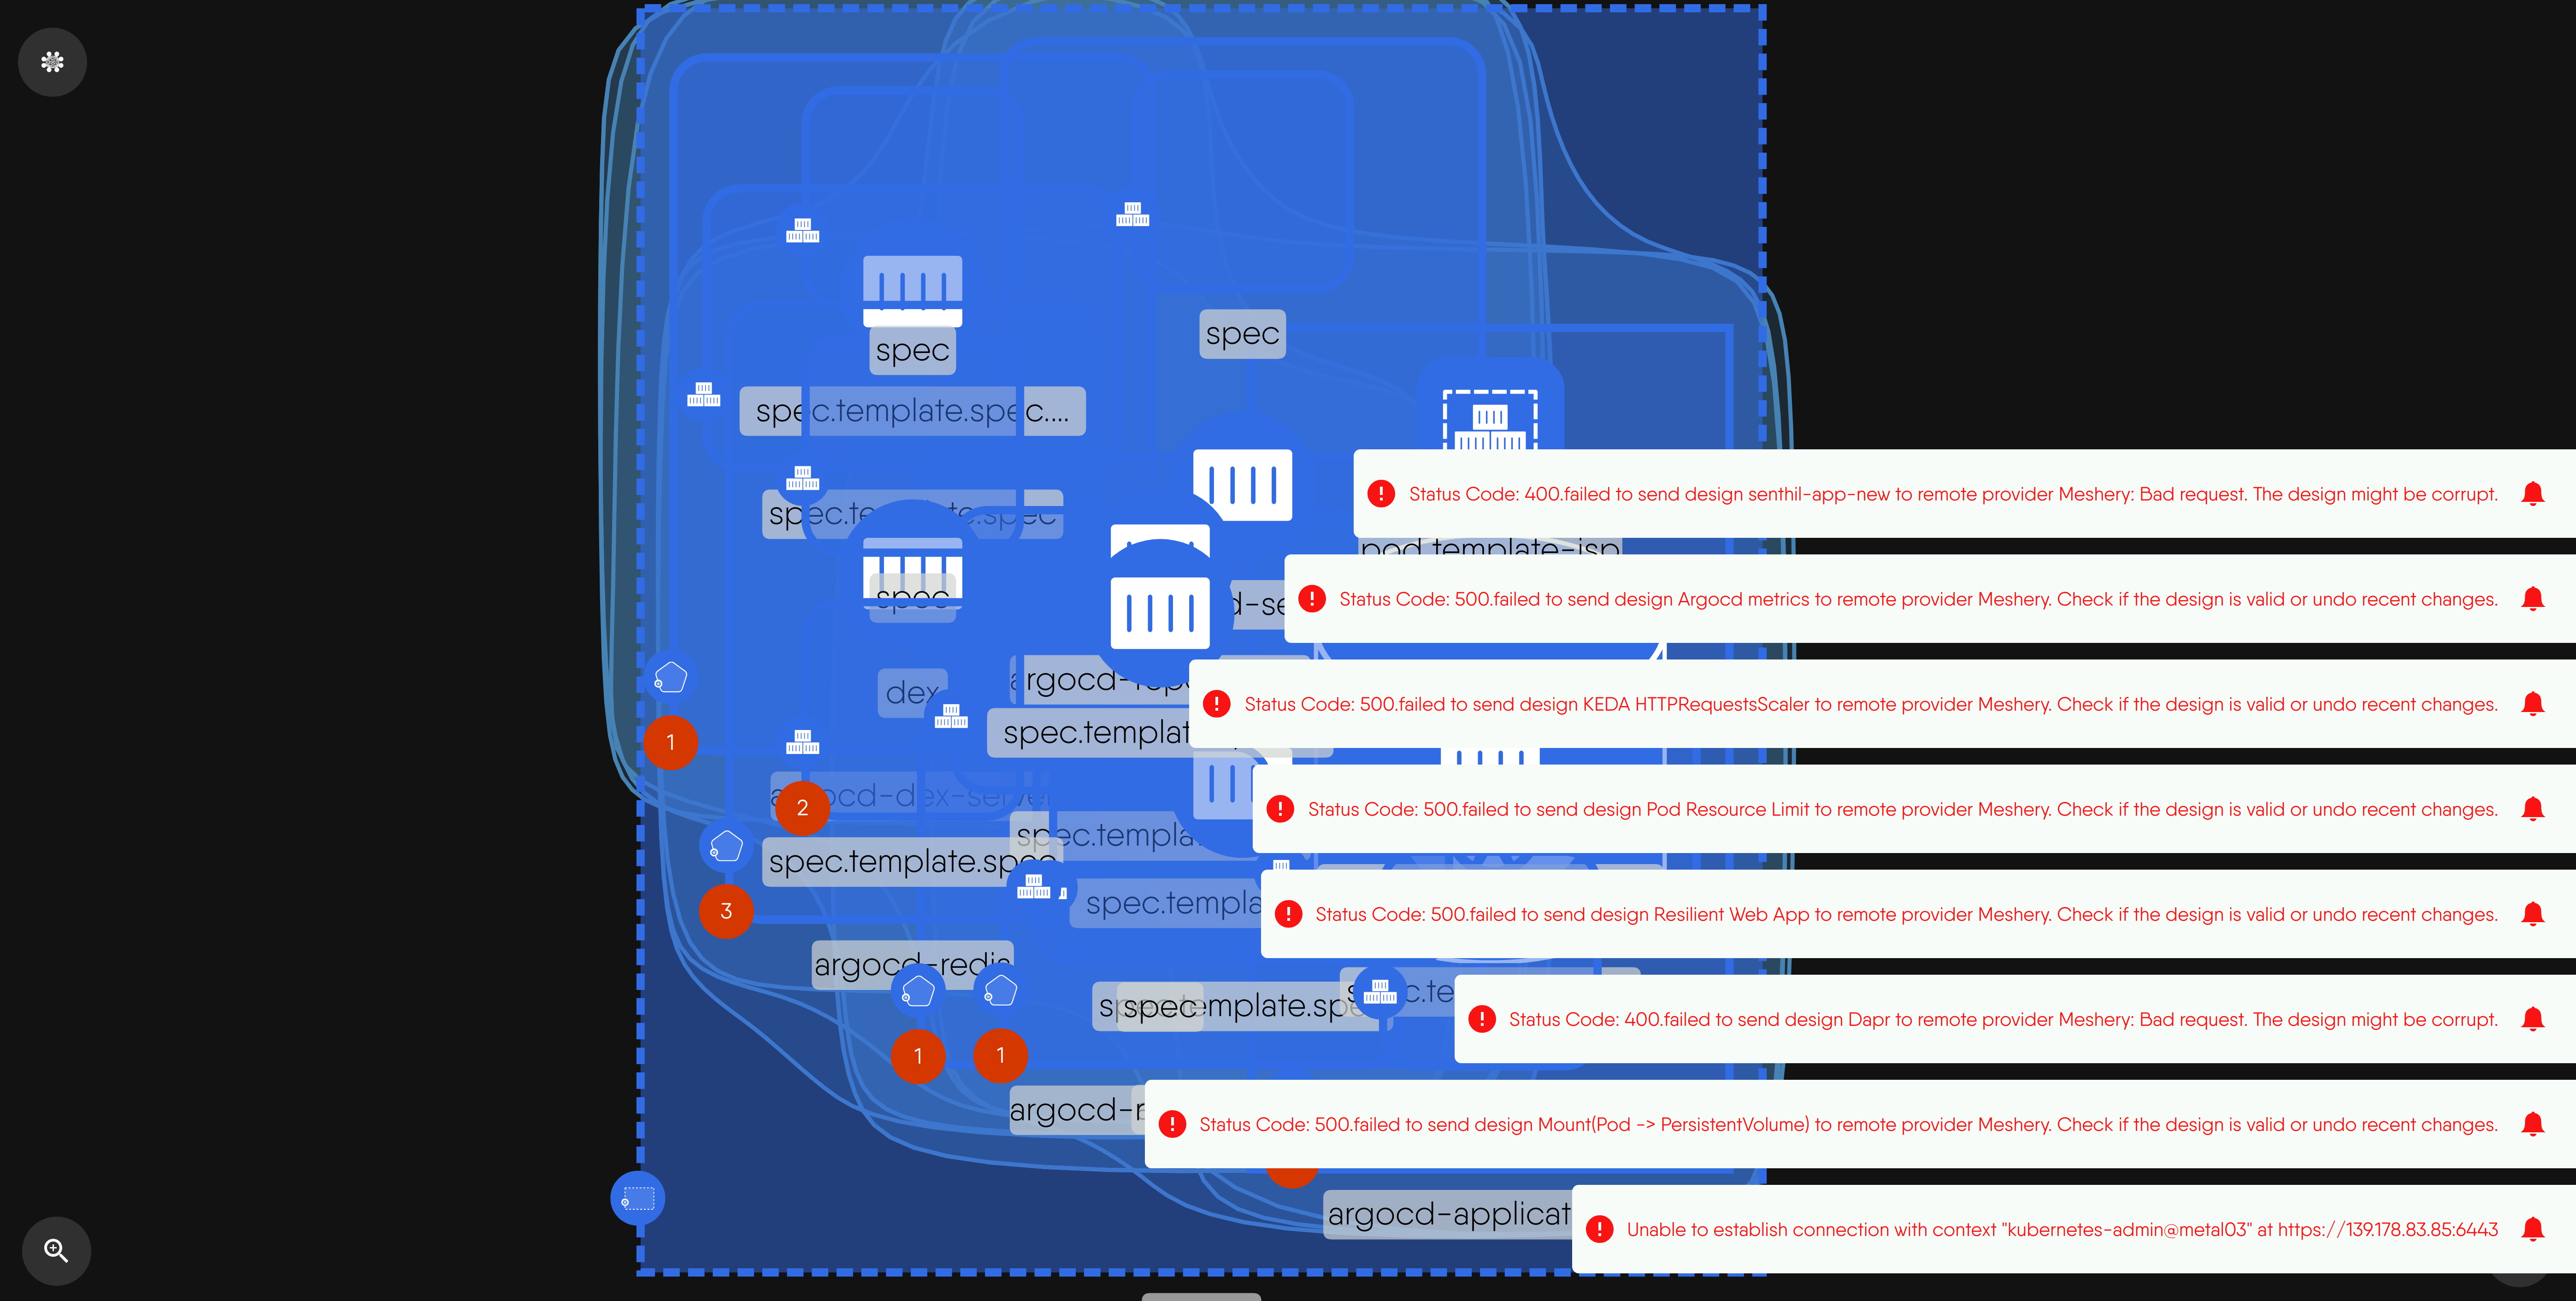 spec
spec
spec.template.spec....
spec.te
Status Code: 400.failed to send design senthil-app-new to remote provider Meshery: Bad request. The design might be corrupt.
pod.template-isp
spec
Status Code: 500.failed to send design Argocd metrics to remote provider Meshery. Check if the design is valid or undo recent changes.
dex
Status Code: 500.failed to send design KEDA HTTPRequestsScaler to remote provider Meshery. Check if the design is valid or undo recent changes.
spec.templat
1
argocd-dex-server
2
Status Code: 500.failed to send design Pod Resource Limit to remote provider Meshery. Check if the design is valid or undo recent changes.
spec.templa
spec.template.spec
spec.templa
3
Status Code: 500.failed to send design Resilient Web App to remote provider Meshery. Check if the design is valid or undo recent changes.
argocd-redis
spec.template.spe
spec
Status Code: 400.failed to send design Dapr to remote provider Meshery: Bad request. The design might be corrupt.
1
1
argocd-r
Status Code: 500.failed to send design Mount(Pod -> PersistentVolume) to remote provider Meshery. Check if the design is valid or undo recent changes.
argocd-applicat
Unable to establish connection with context "kubernetes-admin@metal03" at https://139.178.83.85:6443